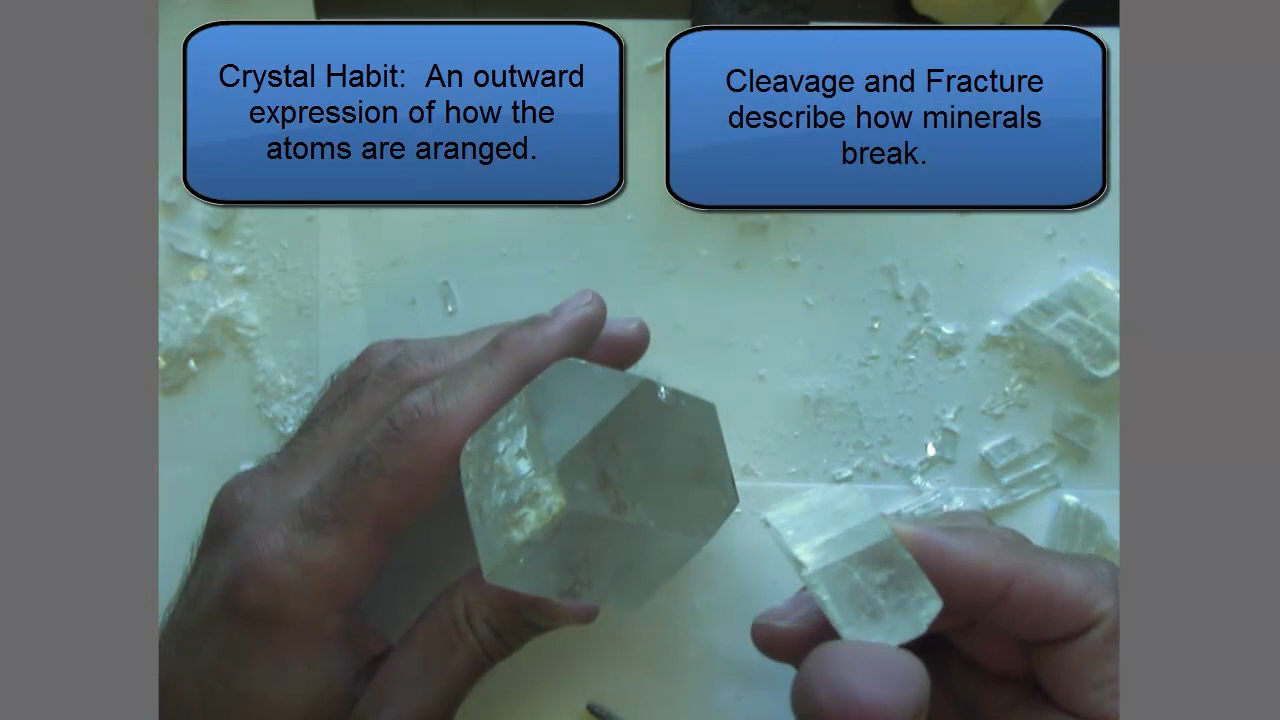 Crystal Habit:  An outward
expression of how the
atoms are aranged.
Cleavage and Fracture
describe how minerals
break.